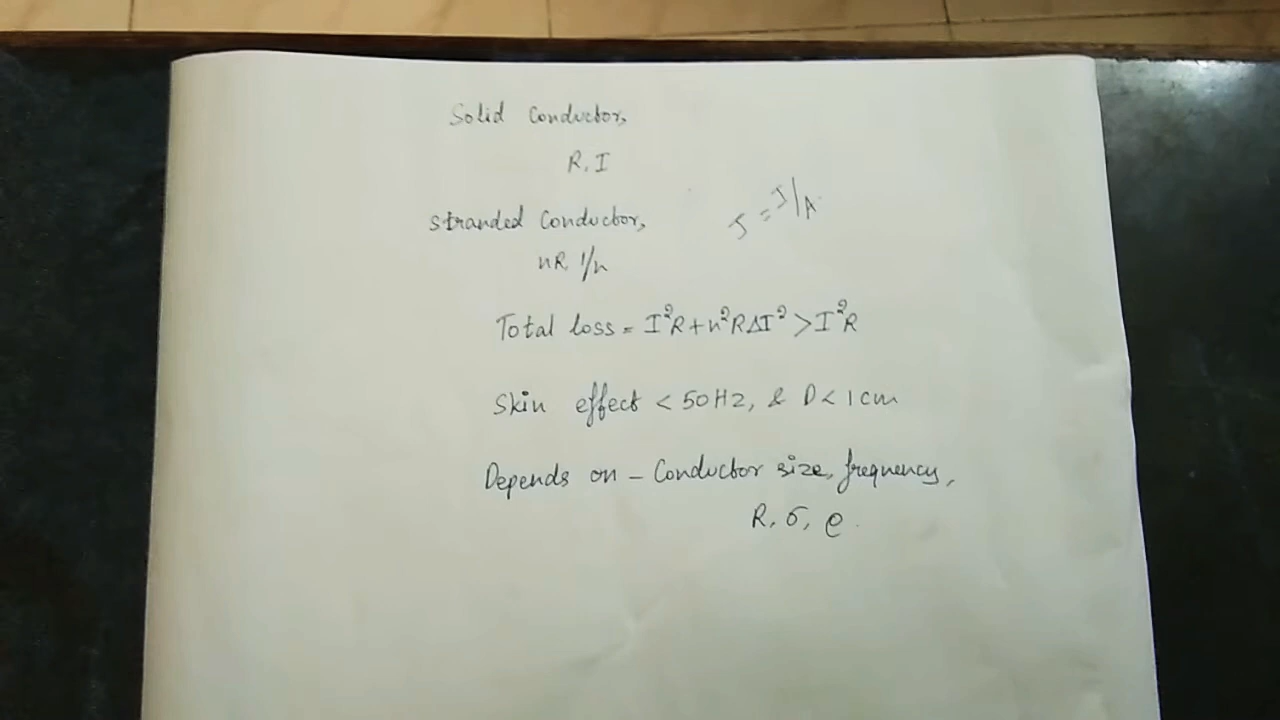 Solid Conductor,
R, I
Stranded Conductor,
J = I/A
nR, I/n
Total loss = I²R + n²RΔI² > I²R
Skin effect < 50Hz, & D < 1cm
Depends on - Conductor size, frequency,
R, σ, ρ.